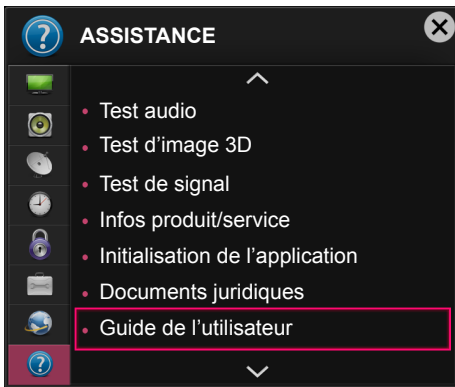 ASSISTANCE
Test audio
Test d’image 3D
Test de signal
Infos produit/service
Initialisation de l’application
Documents juridiques
Guide de l’utilisateur